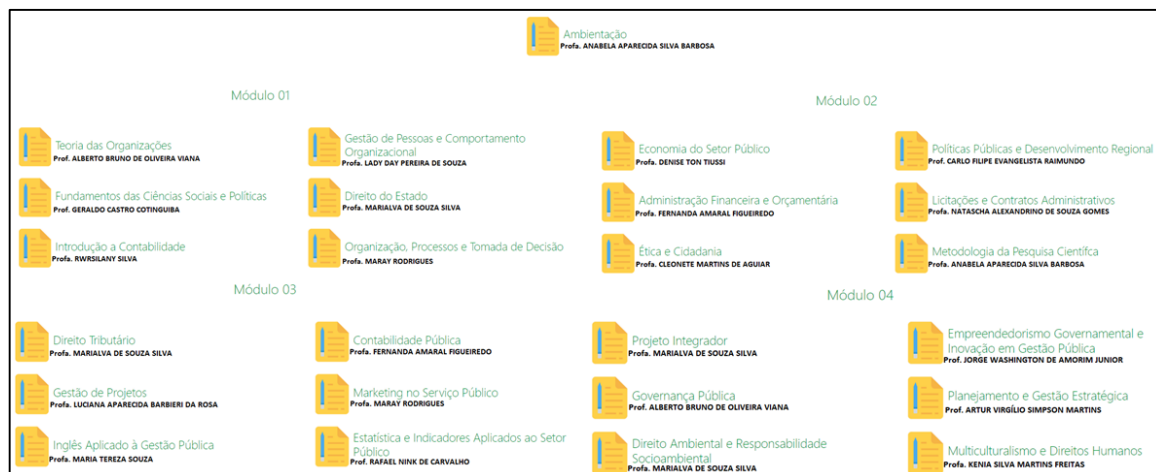 Ambientação
Profa. ANABELA APARECIDA SILVA BARBOSA
Módulo 01
Teoria das Organizações
Prof. ALBERTO BRUNO DE OLIVEIRA VIANA
Gestão de Pessoas e Comportamento
Organizacional
Profa. LADY DAY PEREIRA DE SOUZA
Fundamentos das Ciências Sociais e Políticas
Prof. GERALDO CASTRO COTINGUIBA
Direito do Estado
Profa. MARIALVA DE SOUZA SILVA
Introdução a Contabilidade
Profa. RWRSILANY SILVA
Organização, Processos e Tomada de Decisão
Profa. MARAY RODRIGUES
Módulo 02
Economia do Setor Público
Prof. DENISE TON TIUSSI
Políticas Públicas e Desenvolvimento Regional
Prof. CARLO FILIPE EVANGELISTA RAIMUNDO
Administração Financeira e Orçamentária
Profa. FERNANDA AMARAL FIGUEIREDO
Licitações e Contratos Administrativos
Profa. NATASCHA ALEXANDRINO DE SOUZA GOMES
Ética e Cidadania
Profa. CLEONETE MARTINS DE AGUIAR
Metodologia da Pesquisa Científca
Profa. ANABELA APARECIDA SILVA BARBOSA
Módulo 03
Direito Tributário
Profa. MARIALVA DE SOUZA SILVA
Contabilidade Pública
Profa. FERNANDA AMARAL FIGUEIREDO
Gestão de Projetos
Profa. LUCIANA APARECIDA BARBIERI DA ROSA
Marketing no Serviço Público
Profa. MARAY RODRIGUES
Inglês Aplicado à Gestão Pública
Profa. MARIA TEREZA SOUZA
Estatística e Indicadores Aplicados ao Setor
Público
Prof. RAFAEL NINK DE CARVALHO
Módulo 04
Projeto Integrador
Profa. MARIALVA DE SOUZA SILVA
Empreendedorismo Governamental e
Inovação em Gestão Pública
Prof. JORGE WASHINGTON DE AMORIM JUNIOR
Governança Pública
Prof. ALBERTO BRUNO DE OLIVEIRA VIANA
Planejamento e Gestão Estratégica
Prof. ARTUR VIRGÍLIO SIMPSON MARTINS
Direito Ambiental e Responsabilidade
Socioambiental
Profa. MARIALVA DE SOUZA SILVA
Multiculturalismo e Direitos Humanos
Profa. KENIA SILVA MARTINS FREITAS